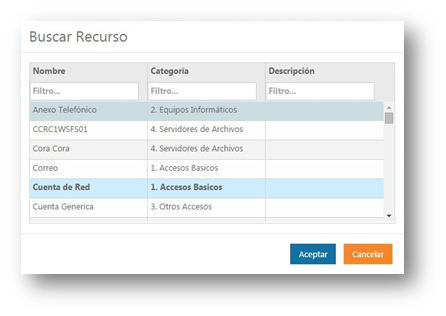 Buscar Recurso
Nombre Categoría Descripción
Filtro... Filtro... Filtro...
Anexo Telefónico 2. Equipos Informáticos
CCRC1WSFS01 4. Servidores de Archivos
Cora Cora 4. Servidores de Archivos
Correo 1. Accesos Basicos
Cuenta de Red 1. Accesos Basicos
Cuenta Generica 3. Otros Accesos
Aceptar Cancelar